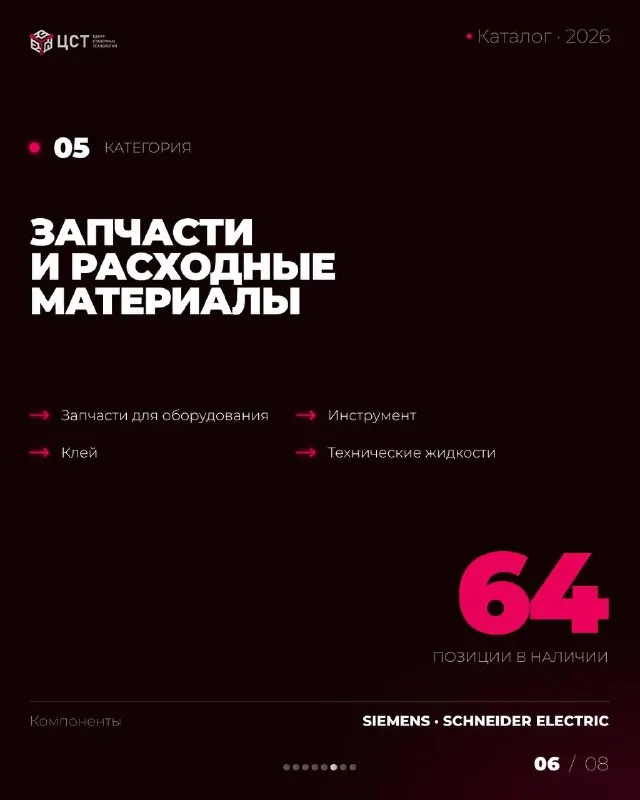 ЦСТ
• Каталог · 2026
05 КАТЕГОРИЯ
ЗАПЧАСТИ
И РАСХОДНЫЕ
МАТЕРИАЛЫ
→ Запчасти для оборудования
→ Инструмент
→ Клей
→ Технические жидкости
64
ПОЗИЦИИ В НАЛИЧИИ
Компоненты
SIEMENS · SCHNEIDER ELECTRIC
06 / 08